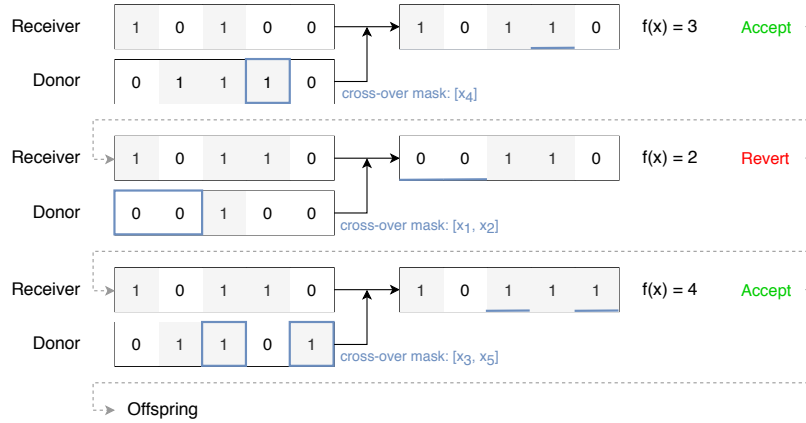 Receiver 1 0 1 0 0 1 0 1 1 0 f(x) = 3 Accept
Donor 0 1 1 1 0
cross-over mask: [x₄]
Receiver 1 0 1 1 0 0 0 1 1 0 f(x) = 2 Revert
Donor 0 0 1 0 0
cross-over mask: [x₁, x₂]
Receiver 1 0 1 1 0 1 0 1 1 1 f(x) = 4 Accept
Donor 0 1 1 0 1
cross-over mask: [x₃, x₅]
Offspring